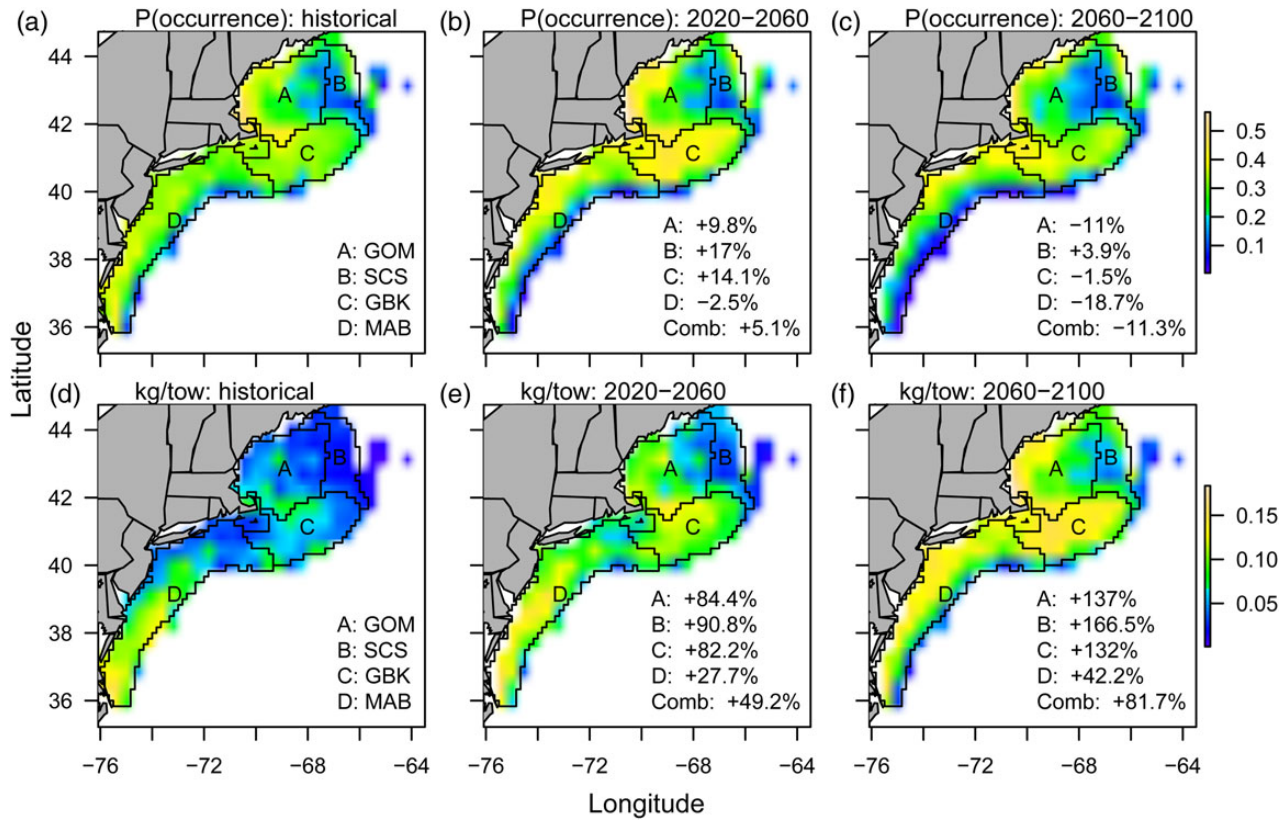 (a) P(occurrence): historical
(b) P(occurrence): 2020−2060
(c) P(occurrence): 2060−2100
44
42
40
38
36
A
B
C
D
A: GOM
B: SCS
C: GBK
D: MAB
A
B
C
D
A: +9.8%
B: +17%
C: +14.1%
D: −2.5%
Comb: +5.1%
A
B
C
D
A: −11%
B: +3.9%
C: −1.5%
D: −18.7%
Comb: −11.3%
0.5
0.4
0.3
0.2
0.1
Latitude
(d) kg/tow: historical
(e) kg/tow: 2020−2060
(f) kg/tow: 2060−2100
44
42
40
38
36
A
B
C
D
A: GOM
B: SCS
C: GBK
D: MAB
A
B
C
D
A: +84.4%
B: +90.8%
C: +82.2%
D: +27.7%
Comb: +49.2%
A
B
C
D
A: +137%
B: +166.5%
C: +132%
D: +42.2%
Comb: +81.7%
0.15
0.10
0.05
−76 −72 −68 −64
−76 −72 −68 −64
−76 −72 −68 −64
Longitude